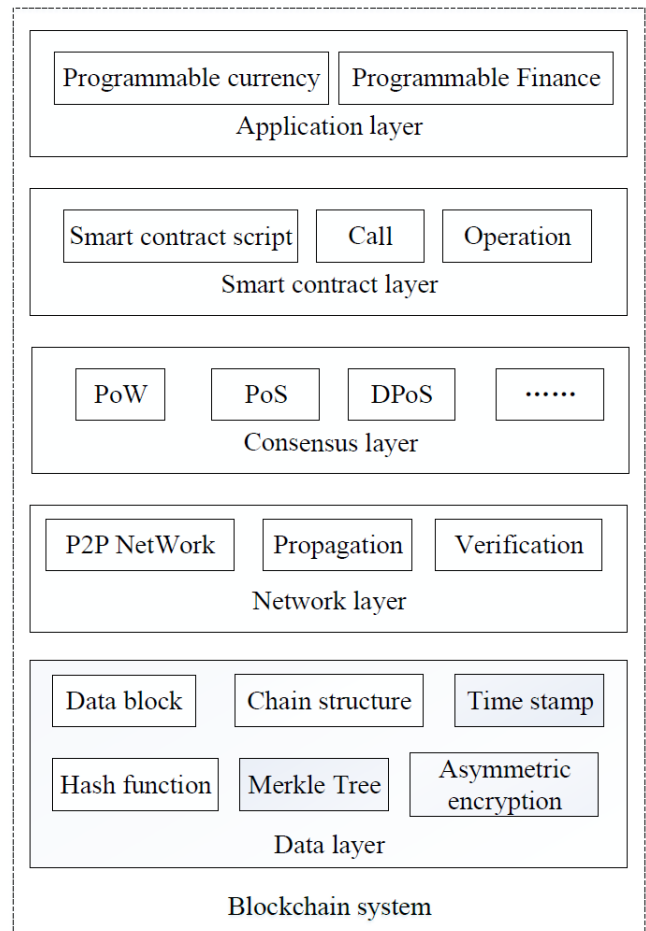 Programmable currency
Programmable Finance
Application layer
Smart contract script
Call
Operation
Smart contract layer
PoW
PoS
DPoS
……
Consensus layer
P2P NetWork
Propagation
Verification
Network layer
Data block
Chain structure
Time stamp
Hash function
Merkle Tree
Asymmetric
encryption
Data layer
Blockchain system